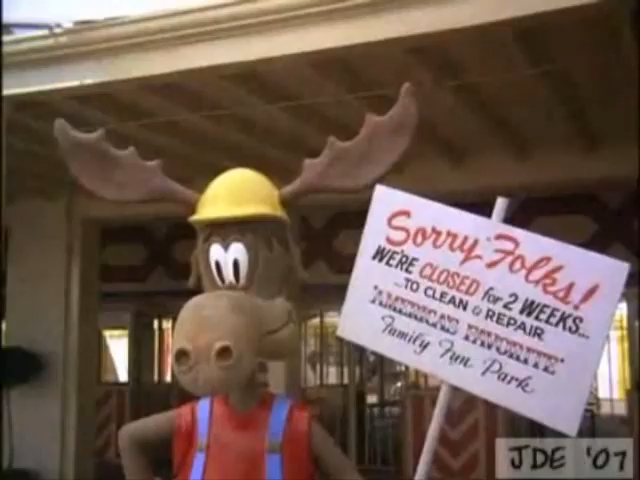 Sorry Folks!
WE'RE CLOSED for 2 WEEKS...
...TO CLEAN & REPAIR
"AMERICA'S FAVORITE"
Family Fun Park
JDE '07